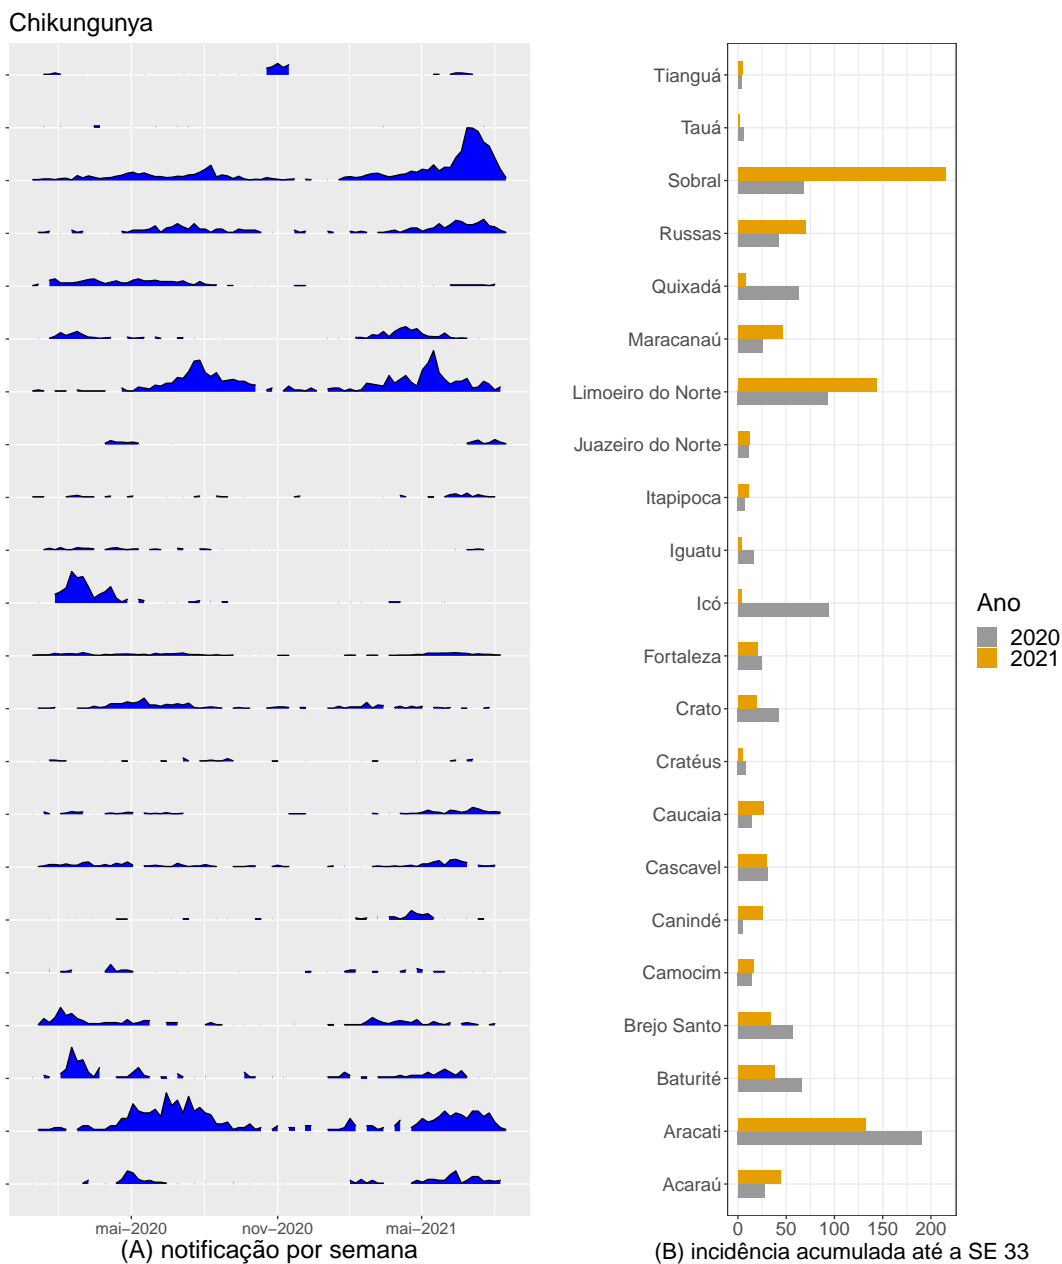 Chikungunya
Tianguá
Tauá
Sobral
Russas
Quixadá
Maracanaú
Limoeiro do Norte
Juazeiro do Norte
Itapipoca
Iguatu
Icó
Fortaleza
Crato
Cratéus
Caucaia
Cascavel
Canindé
Camocim
Brejo Santo
Baturité
Aracati
Acaraú
Ano
2020
2021
mai–2020 nov–2020 mai–2021
0 50 100 150 200
(A) notificação por semana
(B) incidência acumulada até a SE 33